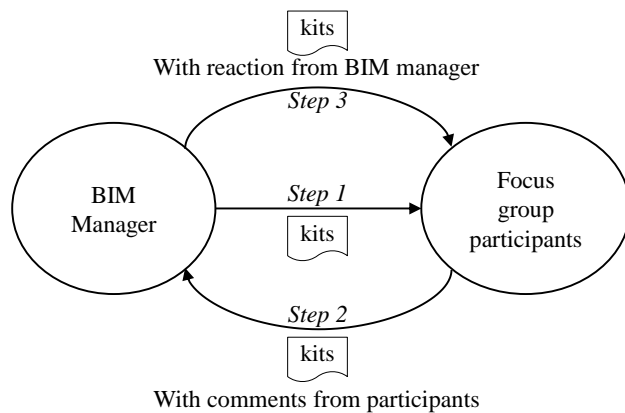 kits
With reaction from BIM manager
Step 3
BIM
Manager
Step 1
kits
Focus
group
participants
Step 2
kits
With comments from participants